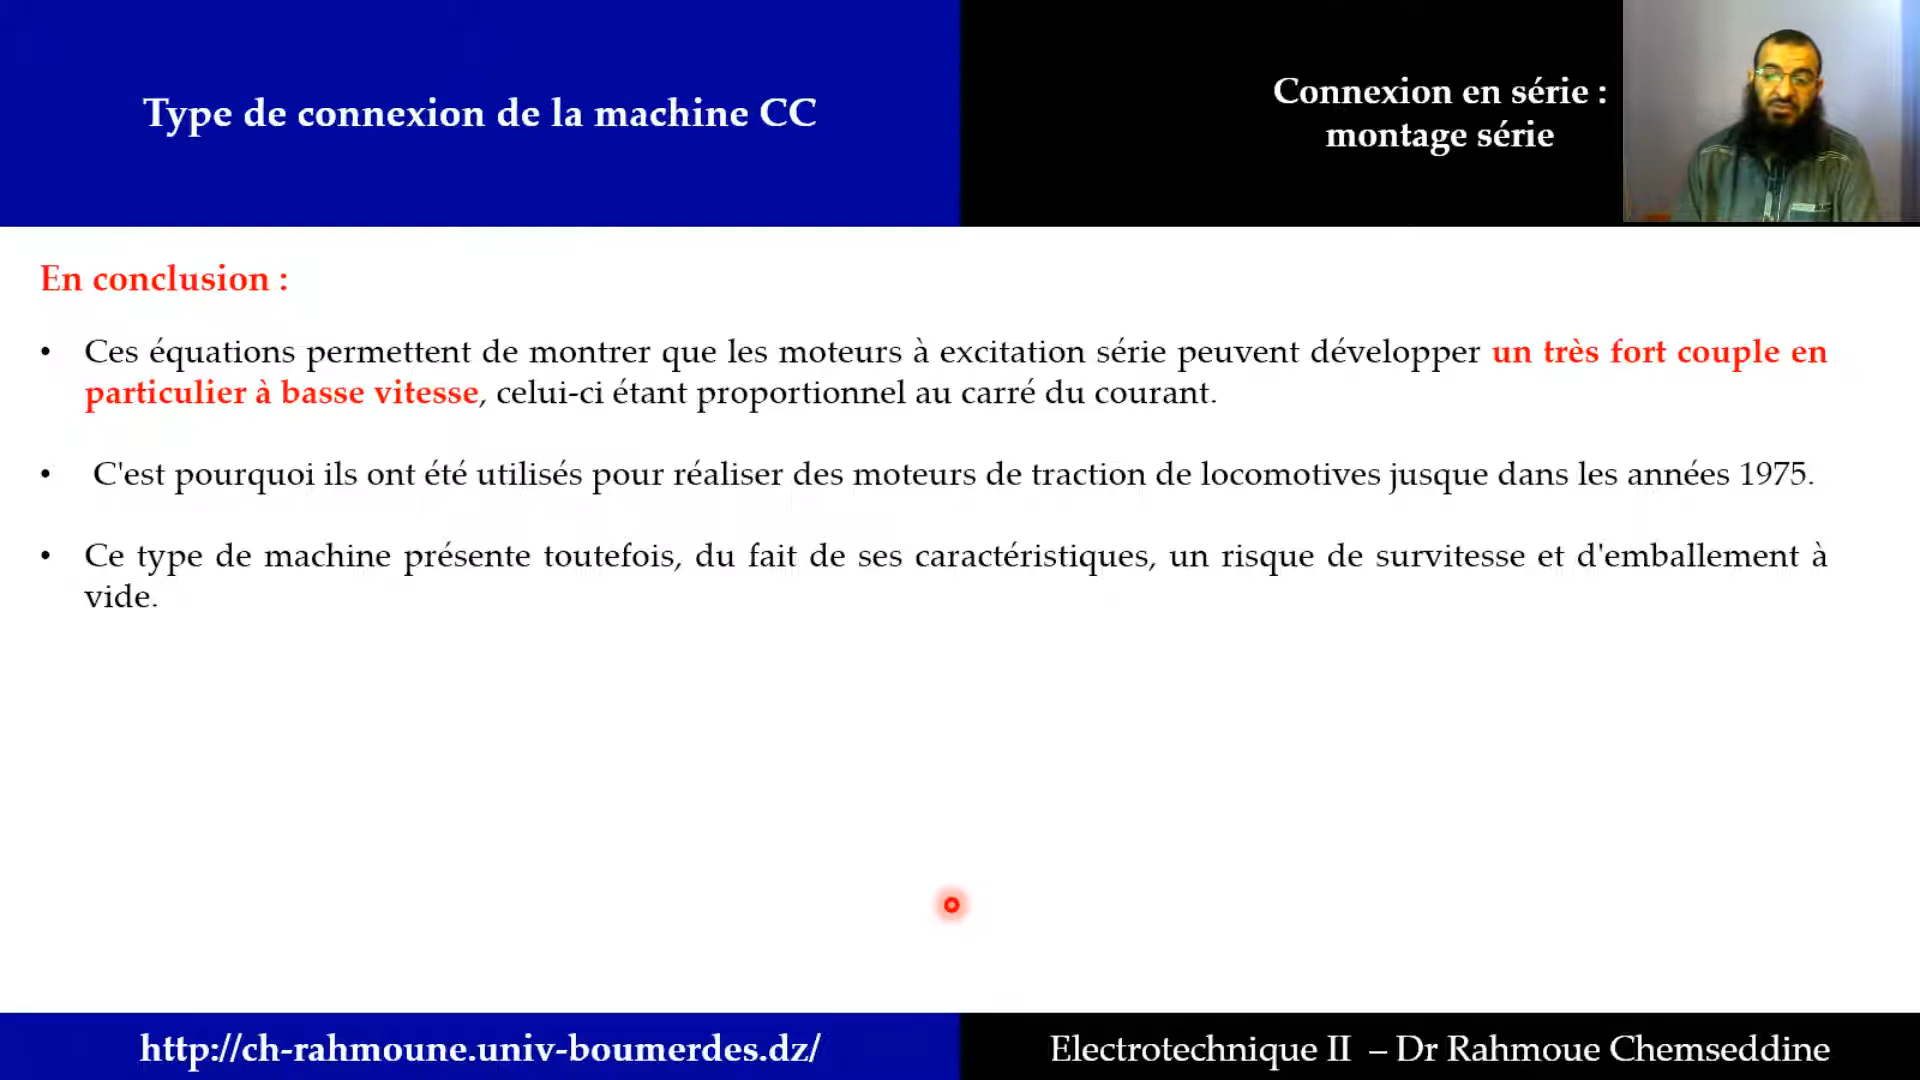 Type de connexion de la machine CC
Connexion en série :
montage série
En conclusion :
• Ces équations permettent de montrer que les moteurs à excitation série peuvent développer un très fort couple en
particulier à basse vitesse, celui-ci étant proportionnel au carré du courant.
• C'est pourquoi ils ont été utilisés pour réaliser des moteurs de traction de locomotives jusque dans les années 1975.
• Ce type de machine présente toutefois, du fait de ses caractéristiques, un risque de survitesse et d'emballement à
vide.
http://ch-rahmoune.univ-boumerdes.dz/
Electrotechnique II – Dr Rahmoue Chemseddine